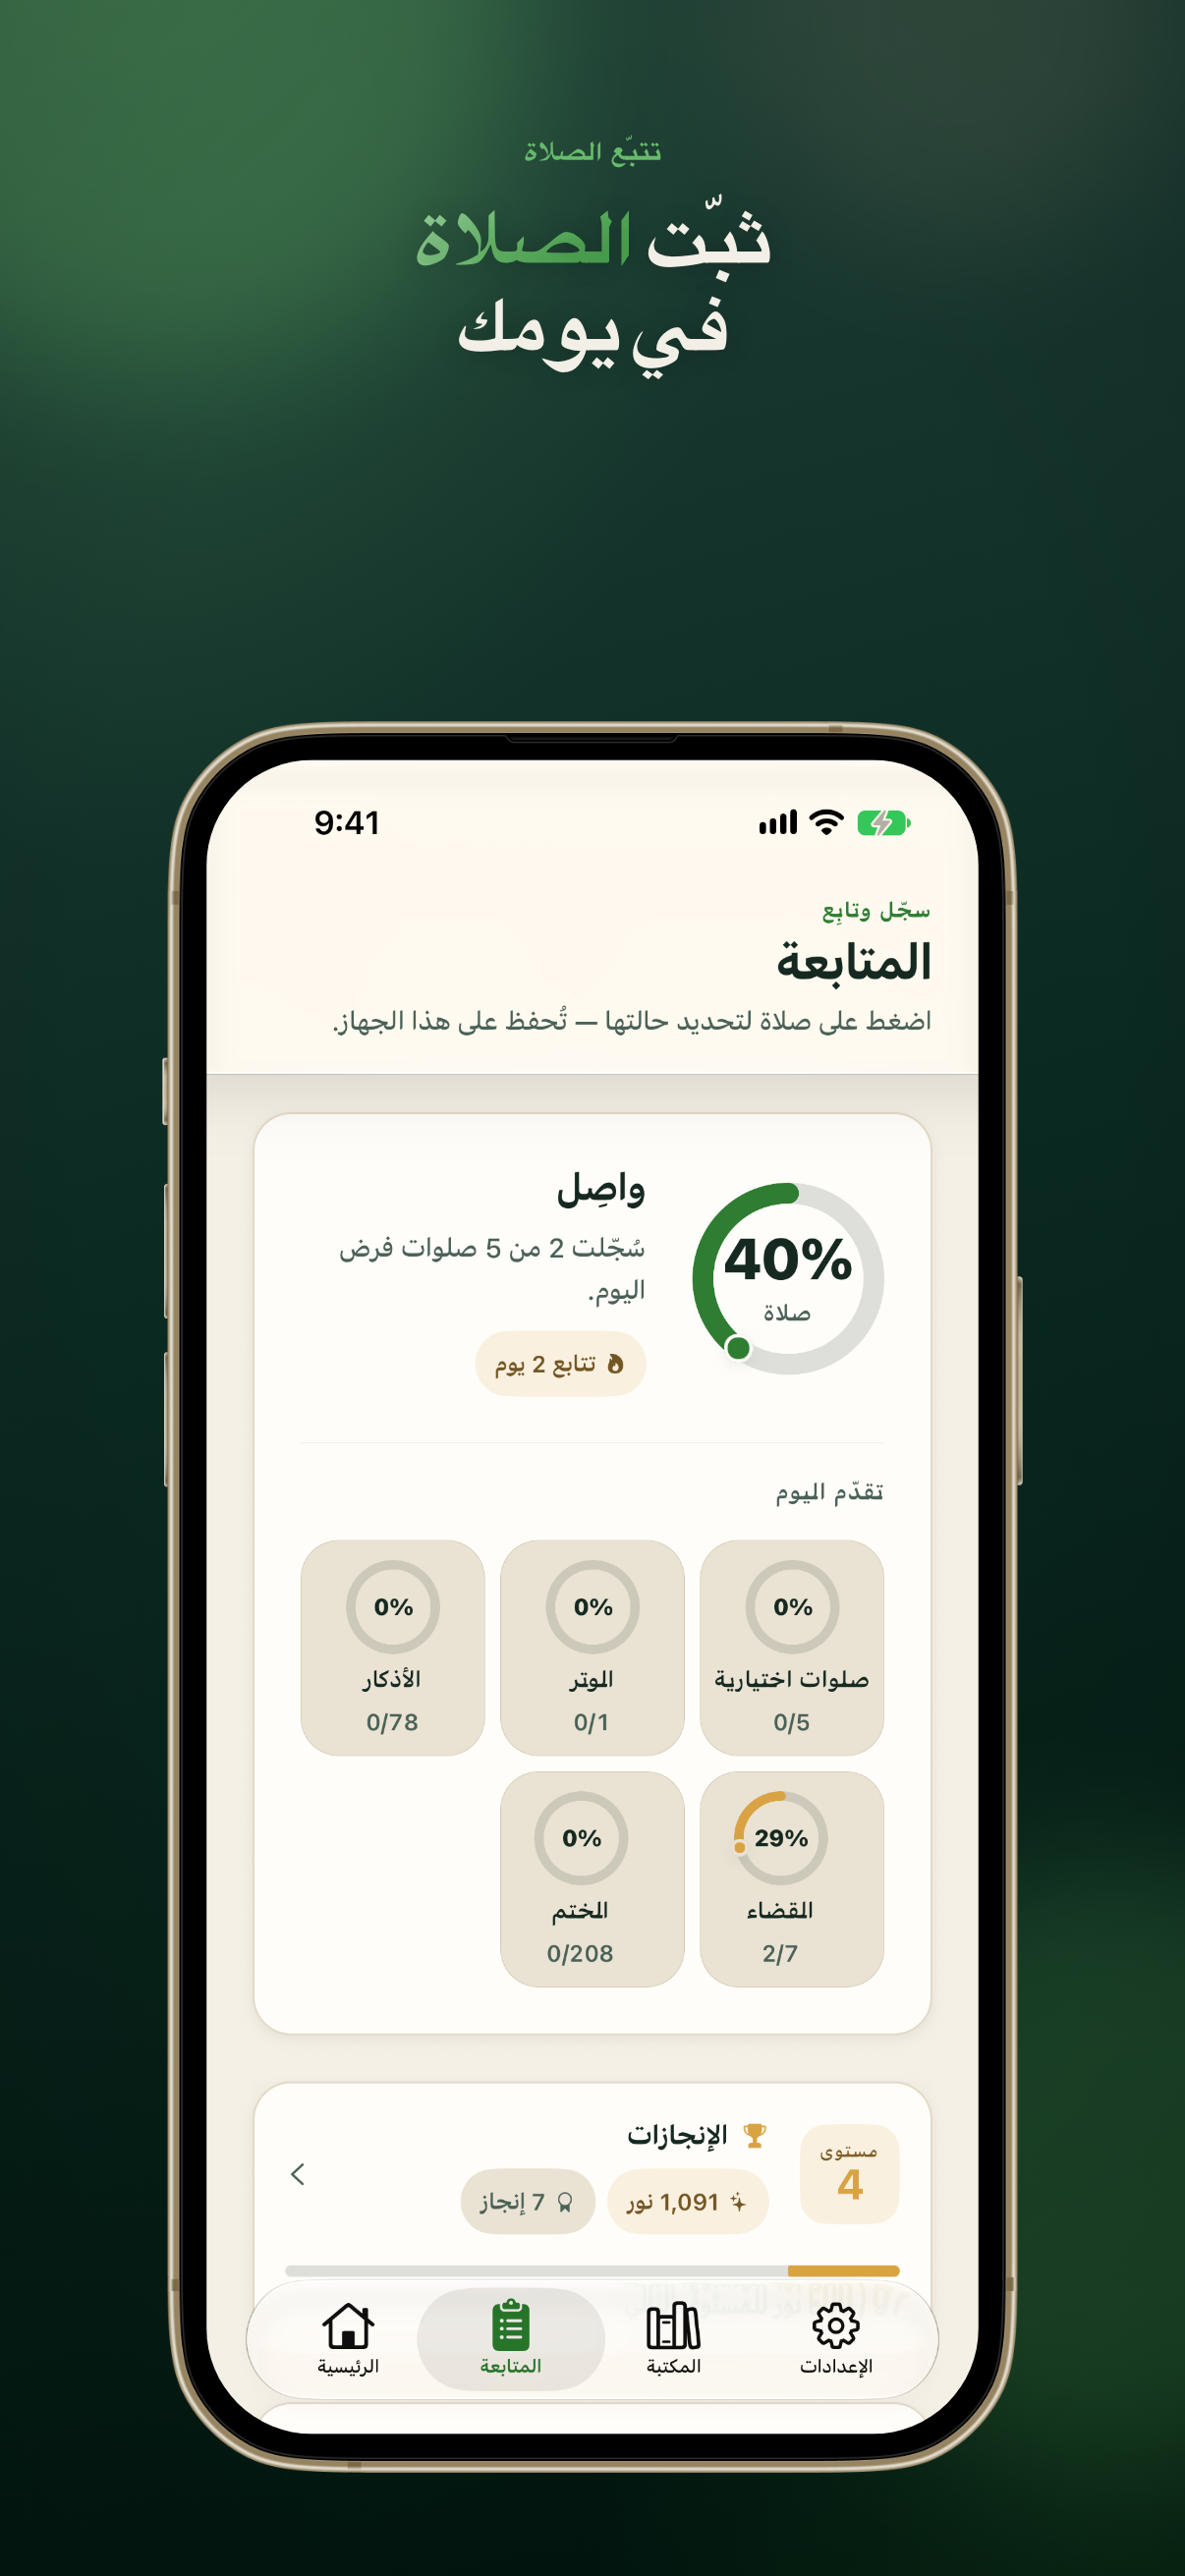 تتبّع الصلاة
ثبّت الصلاة
في يومك
9:41
سجّل وتابِع
المتابعة
اضغط على صلاة لتحديد حالتها — تُحفظ على هذا الجهاز.
40%
صلاة
واصِل
سُجّلت 2 من 5 صلوات فرض
اليوم.
تتابع 2 يوم
تقدّم اليوم
0%
صلوات اختيارية
0/5
0%
الوتر
0/1
0%
الأذكار
0/78
29%
القضاء
2/7
0%
الختم
0/208
مستوى
4
الإنجازات
1,091 نور
7 إنجاز
الإعدادات
المكتبة
المتابعة
الرئيسية